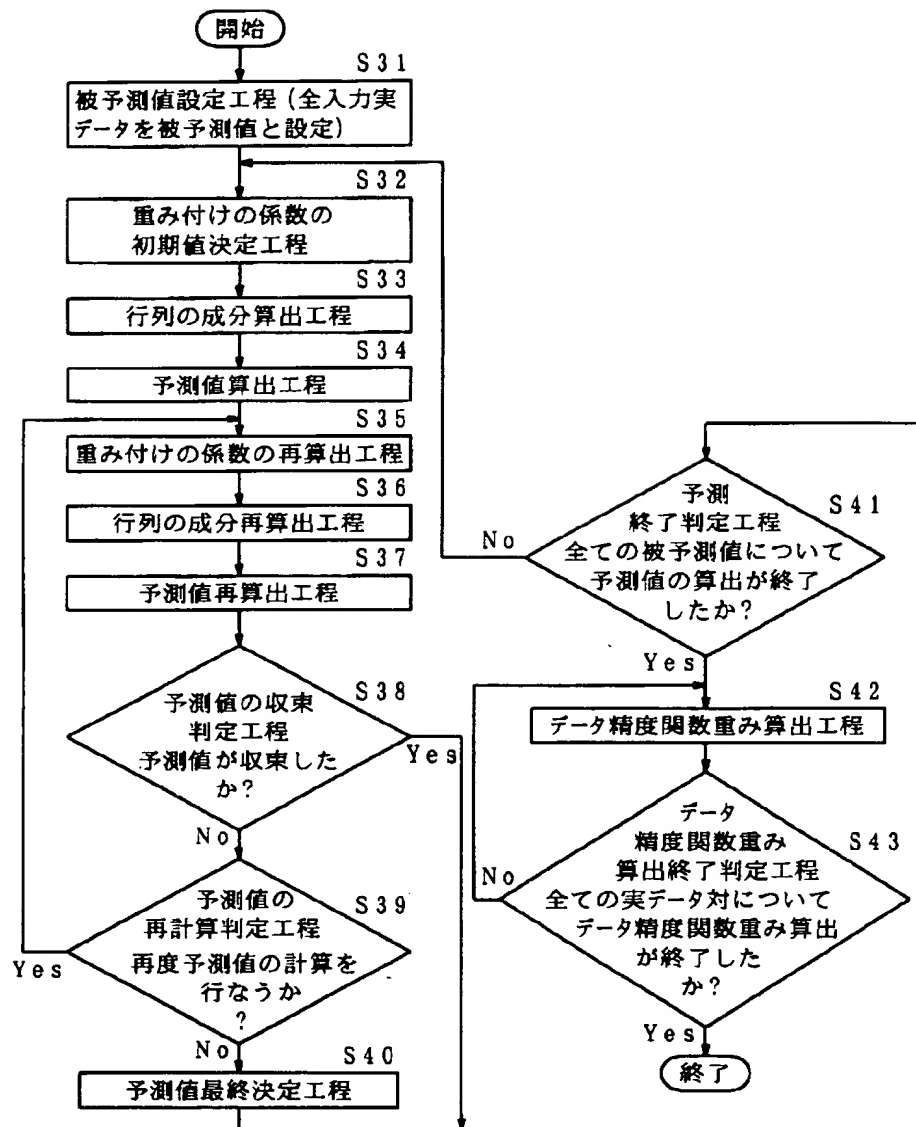 開始
S31
被予測値設定工程(全入力実
データを被予測値と設定)
S32
重み付けの係数の
初期値決定工程
S33
行列の成分算出工程
S34
予測値算出工程
S35
重み付けの係数の再算出工程
S36
行列の成分再算出工程
S37
予測値再算出工程
S38
予測値の収束
判定工程
予測値が収束した
か?
Yes
No
S39
予測値の
再計算判定工程
再度予測値の計算を
行なうか
?
Yes
No
S40
予測値最終決定工程
S41
予測
終了判定工程
全ての被予測値について
予測値の算出が終了
したか?
No
Yes
S42
データ精度関数重み算出工程
S43
データ
精度関数重み
算出終了判定工程
全ての実データ対について
データ精度関数重み算出
が終了した
か?
No
Yes
終了